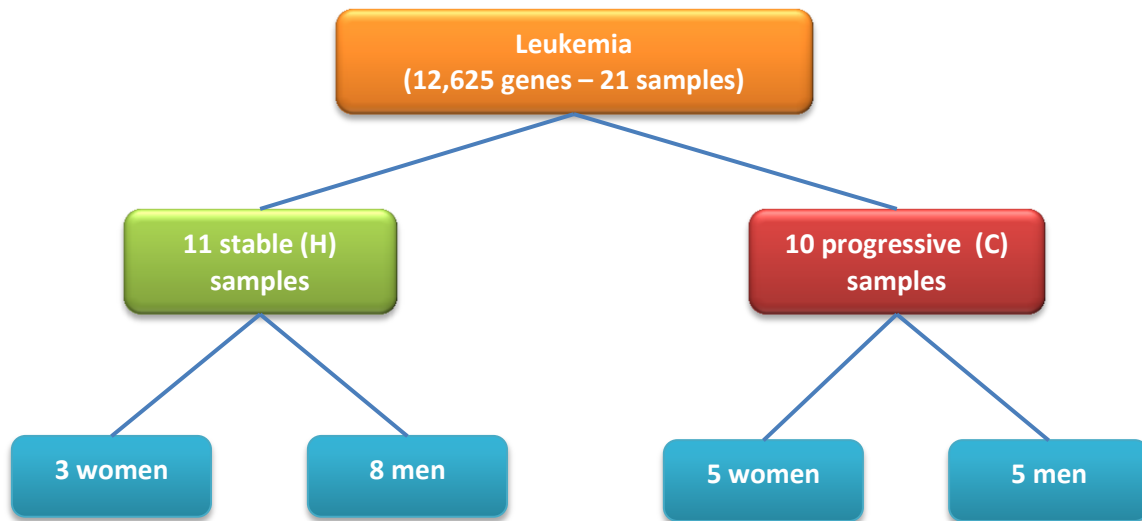 Leukemia
(12,625 genes – 21 samples)
11 stable (H)
samples
10 progressive  (C)
samples
3 women
8 men
5 women
5 men